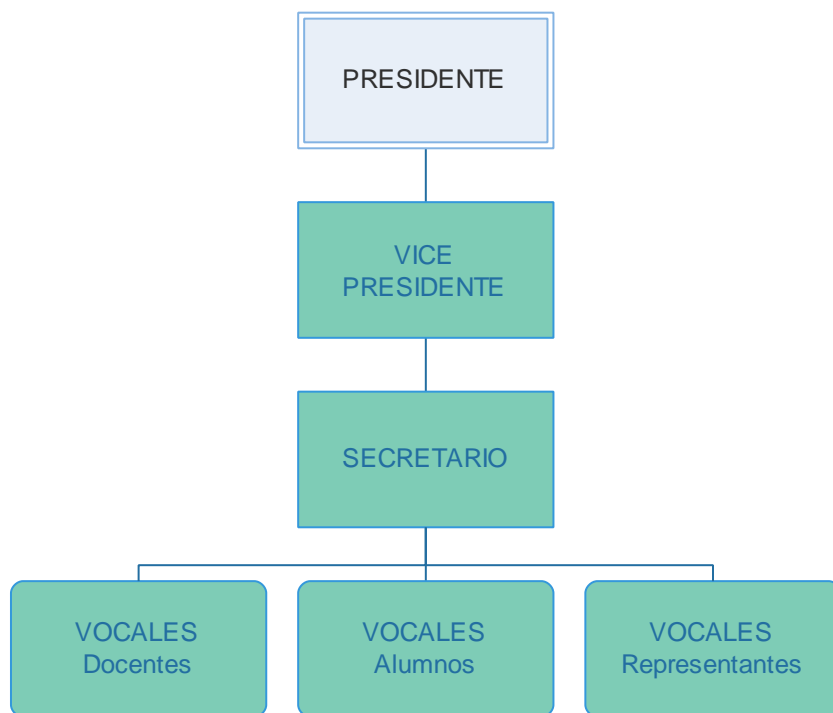 PRESIDENTE
VICE
PRESIDENTE
SECRETARIO
VOCALES
Docentes
VOCALES
Alumnos
VOCALES
Representantes